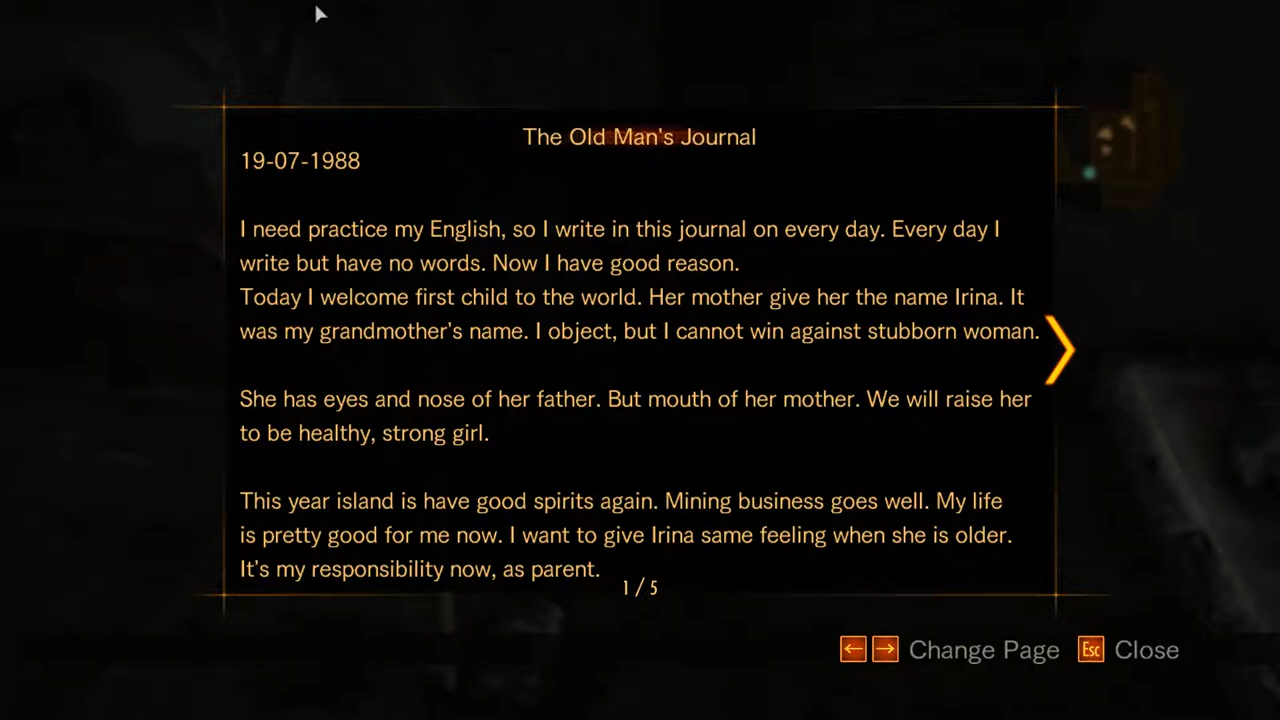 The Old Man's Journal
19-07-1988
I need practice my English, so I write in this journal on every day. Every day I
write but have no words. Now I have good reason.
Today I welcome first child to the world. Her mother give her the name Irina. It
was my grandmother's name. I object, but I cannot win against stubborn woman.
She has eyes and nose of her father. But mouth of her mother. We will raise her
to be healthy, strong girl.
This year island is have good spirits again. Mining business goes well. My life
is pretty good for me now. I want to give Irina same feeling when she is older.
It's my responsibility now, as parent.
1 / 5
← → Change Page Esc Close